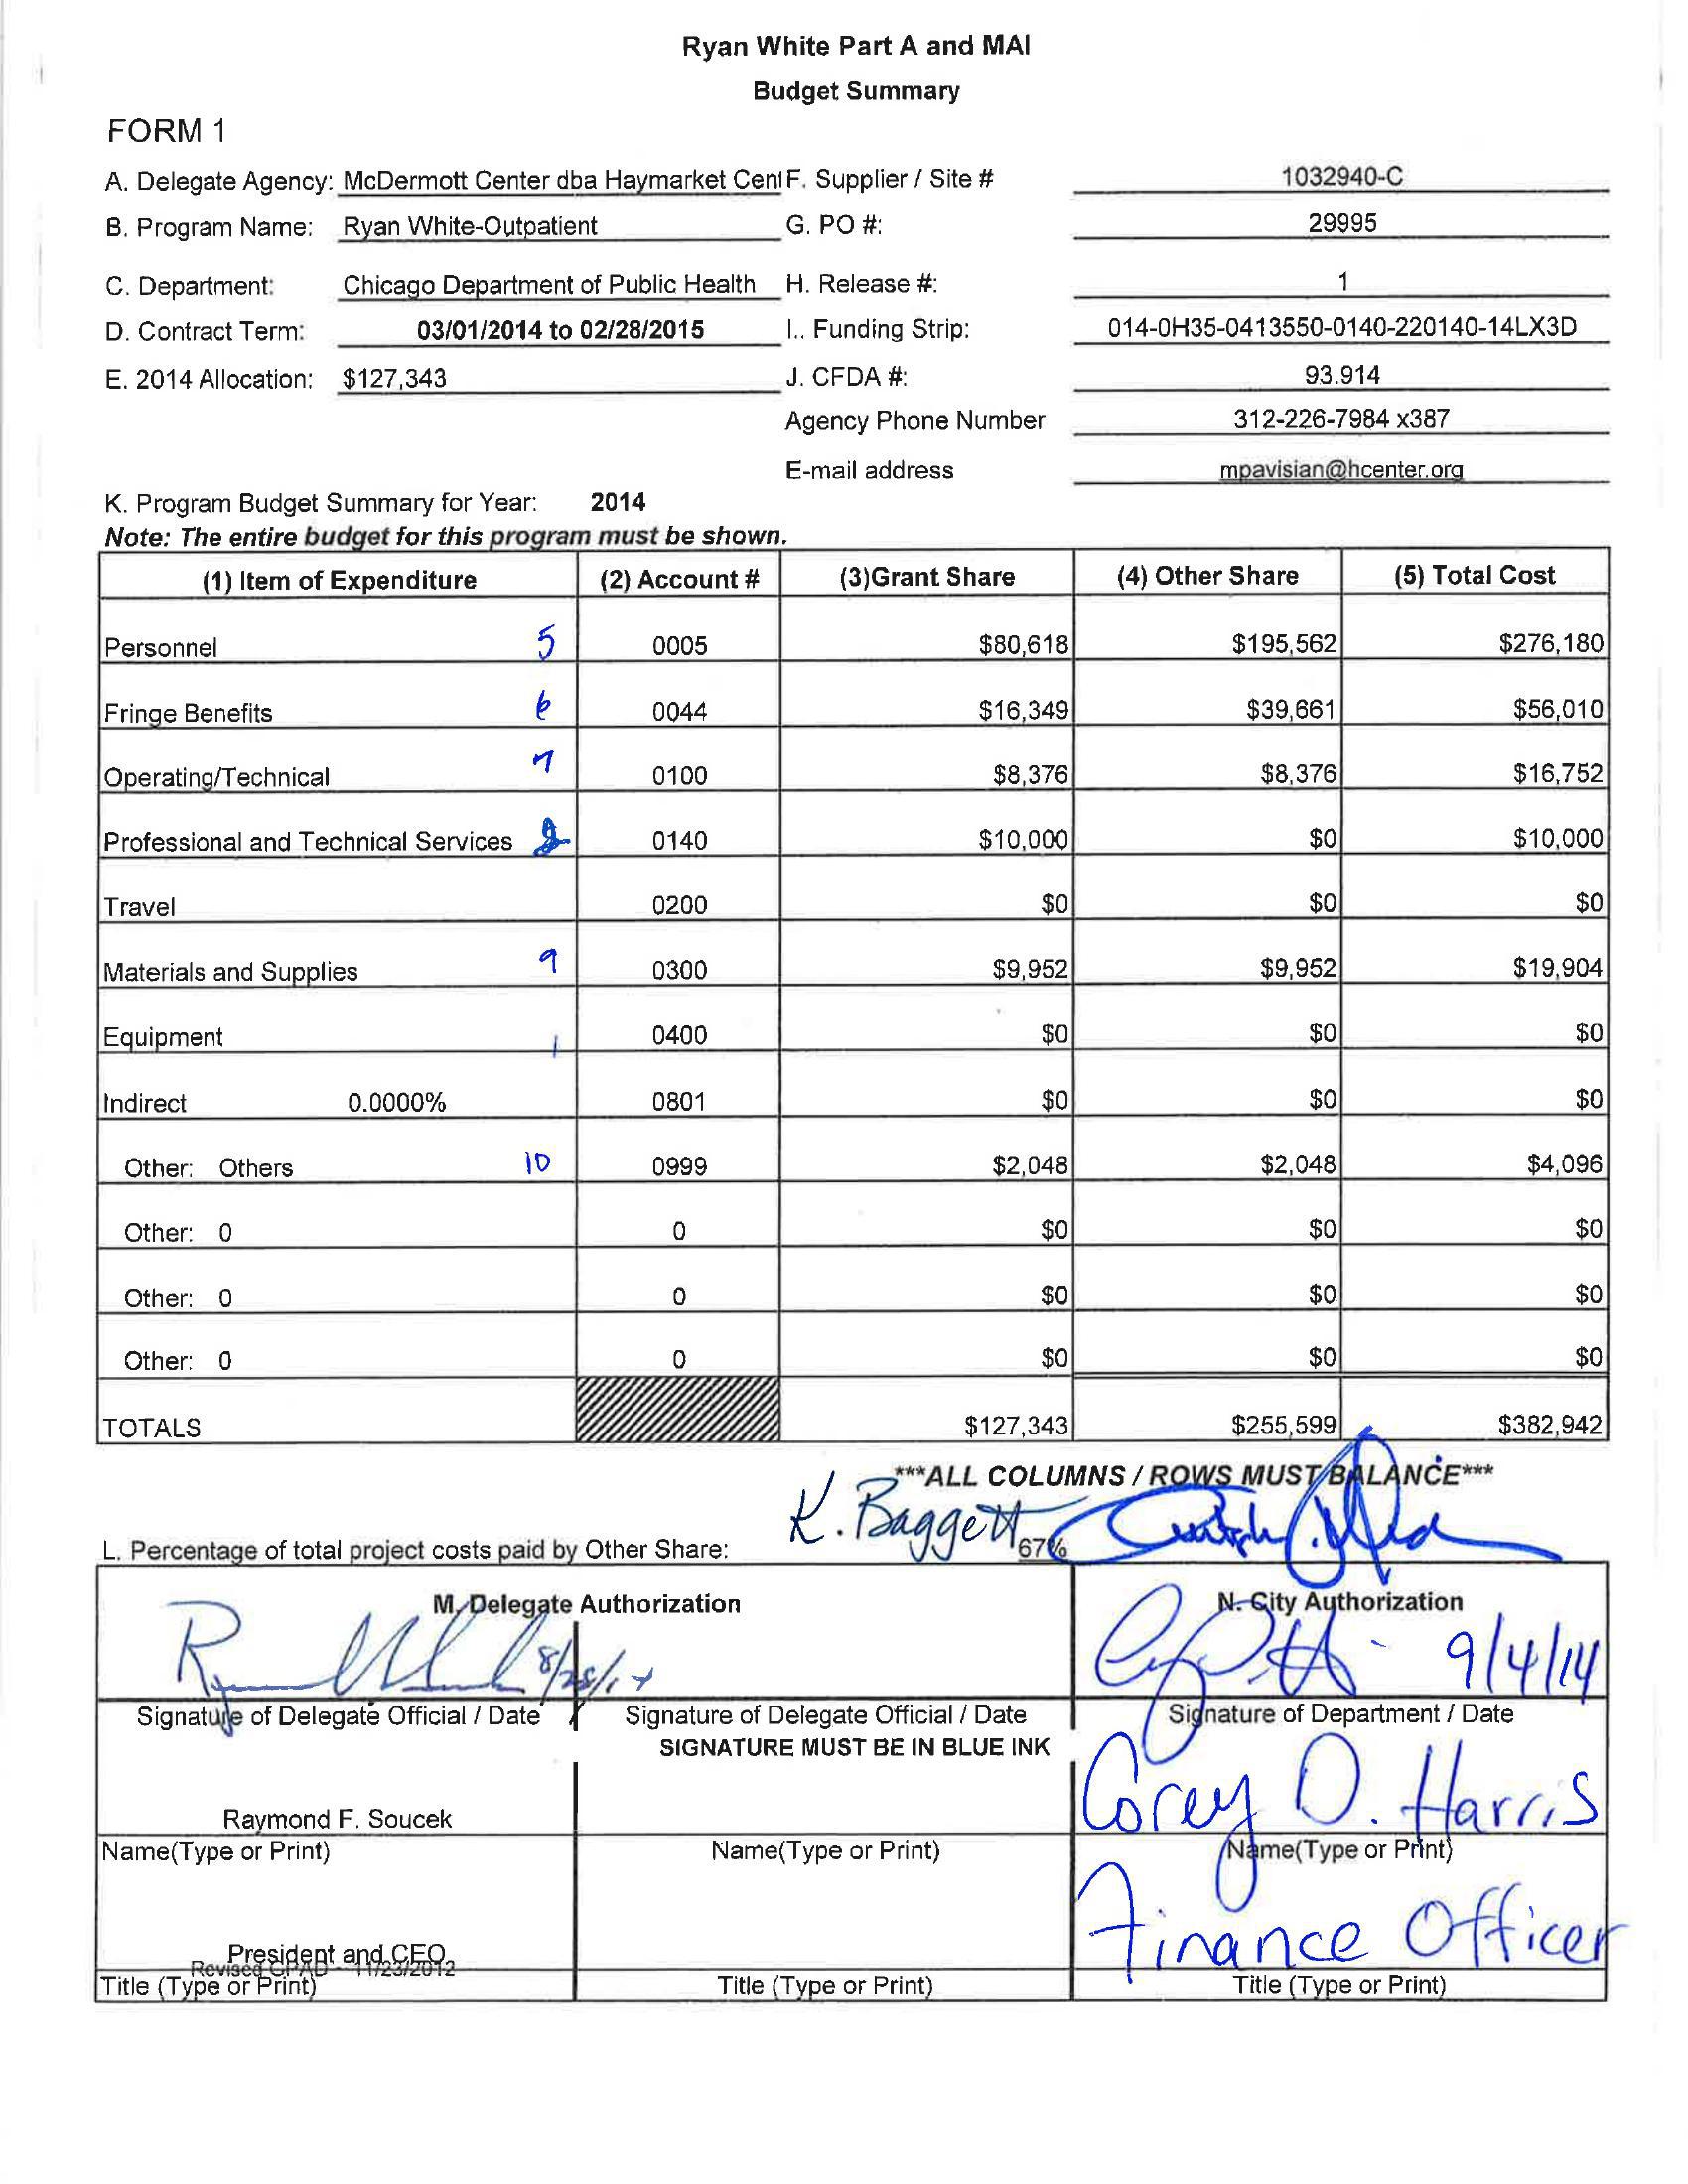 Ryan White Part A and MAI
Budget Summary
FORM 1
A. Delegate Agency: McDermott Center dba Haymarket Cent F. Supplier / Site # 1032940-C
B. Program Name: Ryan White-Outpatient G. PO #: 29995
C. Department: Chicago Department of Public Health H. Release #: 1
D. Contract Term: 03/01/2014 to 02/28/2015 I.. Funding Strip: 014-0H35-0413550-0140-220140-14LX3D
E. 2014 Allocation: $127,343 J. CFDA #: 93.914
Agency Phone Number 312-226-7984 x387
E-mail address mpavisian@hcenter.org
K. Program Budget Summary for Year: 2014
Note: The entire budget for this program must be shown.
(1) Item of Expenditure (2) Account # (3)Grant Share (4) Other Share (5) Total Cost
Personnel 5 0005 $80,618 $195,562 $276,180
Fringe Benefits 6 0044 $16,349 $39,661 $56,010
Operating/Technical 7 0100 $8,376 $8,376 $16,752
Professional and Technical Services 0140 $10,000 $0 $10,000
Travel 0200 $0 $0 $0
Materials and Supplies 9 0300 $9,952 $9,952 $19,904
Equipment 0400 $0 $0 $0
Indirect 0.0000% 0801 $0 $0 $0
Other: Others 10 0999 $2,048 $2,048 $4,096
Other: 0 0 $0 $0 $0
Other: 0 0 $0 $0 $0
Other: 0 0 $0 $0 $0
TOTALS $127,343 $255,599 $382,942
***ALL COLUMNS / ROWS MUST BALANCE***
K. Baggett
L. Percentage of total project costs paid by Other Share: 67%
M. Delegate Authorization N. City Authorization
8/28/14 9/4/14
Signature of Delegate Official / Date Signature of Delegate Official / Date Signature of Department / Date
SIGNATURE MUST BE IN BLUE INK
Raymond F. Soucek Corey D. Harris
Name(Type or Print) Name(Type or Print) Name(Type or Print)
President and CEO Finance Officer
Revised GPAD - 11/23/2012
Title (Type or Print) Title (Type or Print) Title (Type or Print)